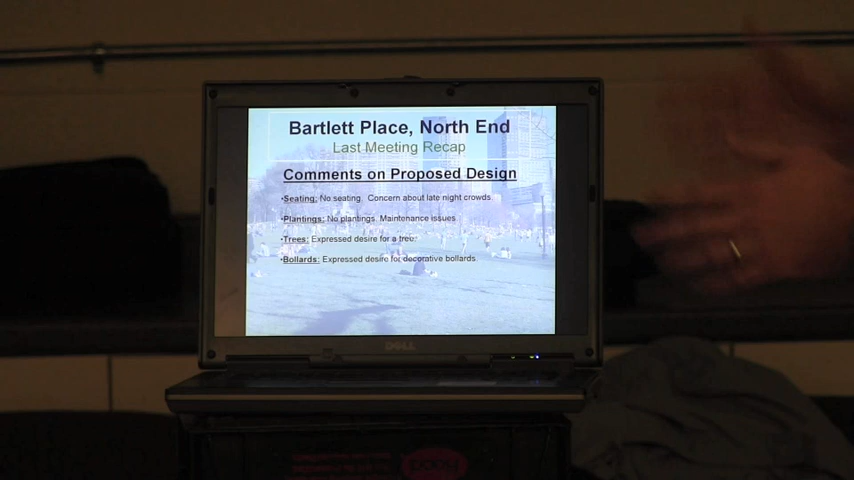 Bartlett Place, North End
Last Meeting Recap
Comments on Proposed Design
•Seating: No seating. Concern about late night crowds
•Plantings: No plantings. Maintenance issues
•Trees: Expressed desire for a tree.
•Bollards: Expressed desire for decorative bollards.
DELL